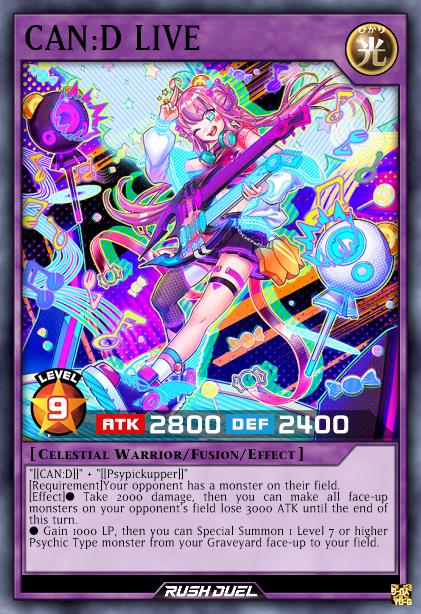 CAN:D LIVE
ひかり
光
LEVEL
9
ATK 2800 DEF 2400
[CELESTIAL WARRIOR/FUSION/EFFECT]
"[[CAN:D]]" + "[[Psypickupper]]"
[Requirement]Your opponent has a monster on their field.
[Effect]● Take 2000 damage, then you can make all face-up
monsters on your opponent's field lose 3000 ATK until the end of
this turn.
● Gain 1000 LP, then you can Special Summon 1 Level 7 or higher
Psychic Type monster from your Graveyard face-up to your field.
RUSH DUEL